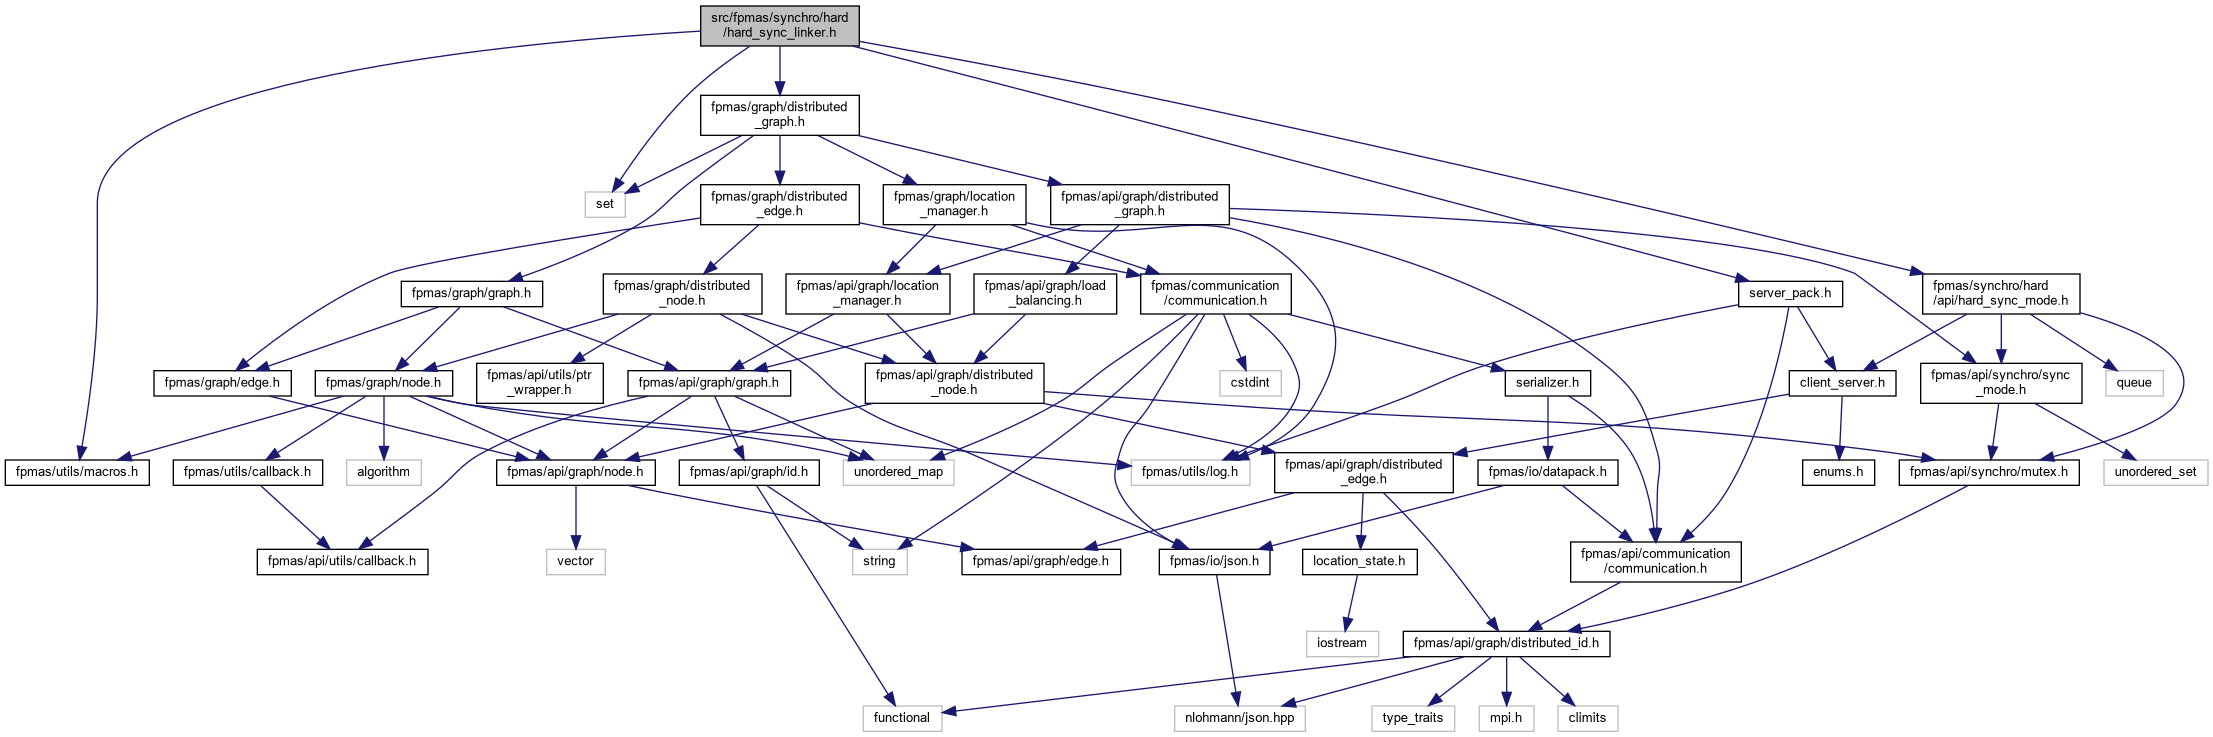 src/fpmas/synchro/hard
/hard_sync_linker.h
fpmas/graph/distributed
_graph.h
set
fpmas/graph/distributed
_edge.h
fpmas/graph/location
_manager.h
fpmas/api/graph/distributed
_graph.h
fpmas/graph/graph.h
fpmas/graph/distributed
_node.h
fpmas/api/graph/location
_manager.h
fpmas/api/graph/load
_balancing.h
fpmas/communication
/communication.h
server_pack.h
fpmas/synchro/hard
/api/hard_sync_mode.h
fpmas/graph/edge.h
fpmas/graph/node.h
fpmas/api/utils/ptr
_wrapper.h
fpmas/api/graph/graph.h
fpmas/api/graph/distributed
_node.h
cstdint
serializer.h
client_server.h
fpmas/api/synchro/sync
_mode.h
queue
fpmas/utils/macros.h
fpmas/utils/callback.h
algorithm
fpmas/api/graph/node.h
fpmas/api/graph/id.h
unordered_map
fpmas/utils/log.h
fpmas/api/graph/distributed
_edge.h
fpmas/io/datapack.h
enums.h
fpmas/api/synchro/mutex.h
unordered_set
fpmas/api/utils/callback.h
vector
string
fpmas/api/graph/edge.h
fpmas/io/json.h
location_state.h
fpmas/api/communication
/communication.h
iostream
fpmas/api/graph/distributed_id.h
functional
nlohmann/json.hpp
type_traits
mpi.h
climits